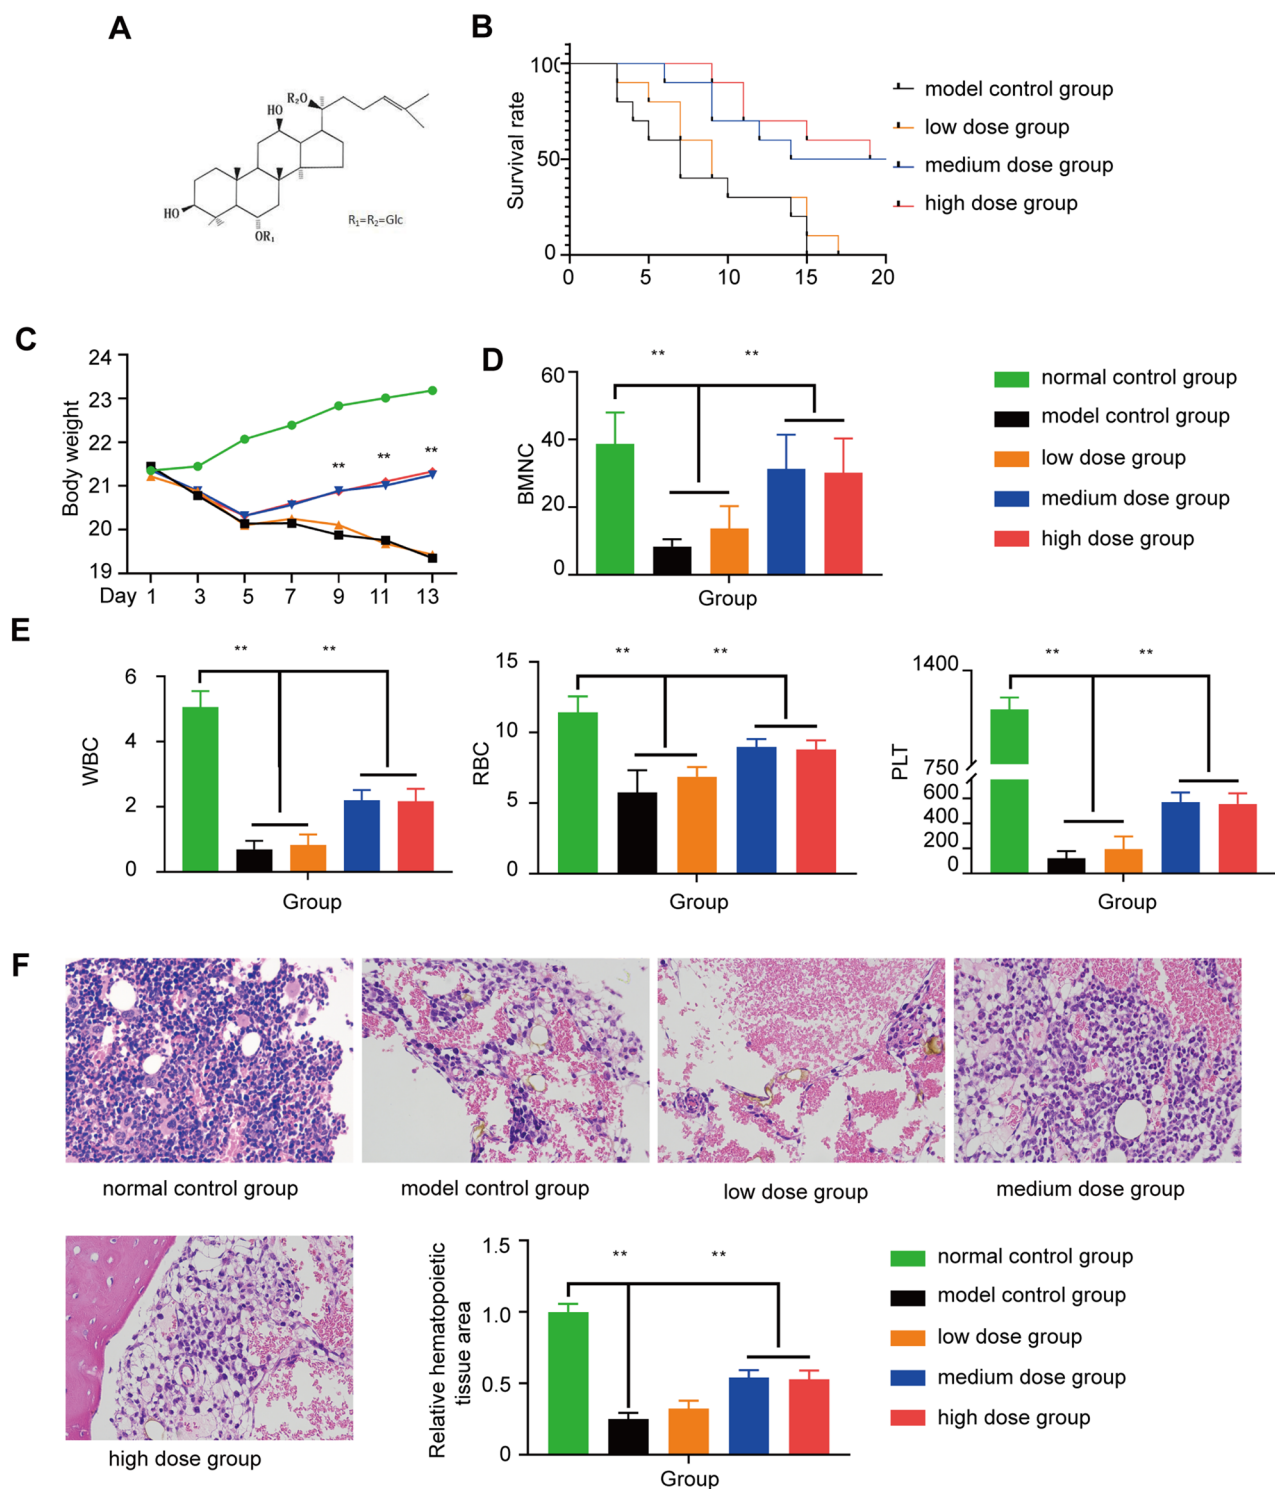 A
R₂O
HO
HO
OR₁
R₁=R₂=Glc
B
Survival rate
100
50
0
0 5 10 15 20
model control group
low dose group
medium dose group
high dose group
C
Body weight
24
23
22
21
20
19
** ** **
Day 1 3 5 7 9 11 13
D
BMNC
60
40
20
0
** **
Group
normal control group
model control group
low dose group
medium dose group
high dose group
E
WBC
6
4
2
0
** **
Group
RBC
15
10
5
0
** **
Group
PLT
1400
750
600
400
200
0
** **
Group
F
normal control group
model control group
low dose group
medium dose group
high dose group
Relative hematopoietic
tissue area
1.5
1.0
0.5
0
** **
Group
normal control group
model control group
low dose group
medium dose group
high dose group